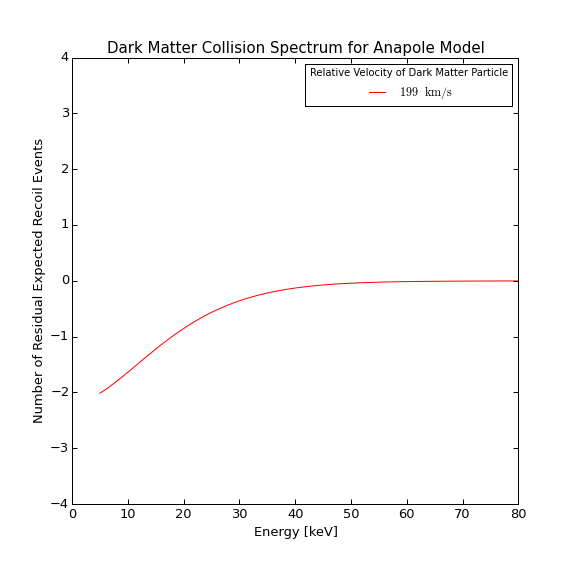 Dark Matter Collision Spectrum for Anapole Model
Relative Velocity of Dark Matter Particle
199 km/s
Number of Residual Expected Recoil Events
4
3
2
1
0
−1
−2
−3
−4
0 10 20 30 40 50 60 70 80
Energy [keV]